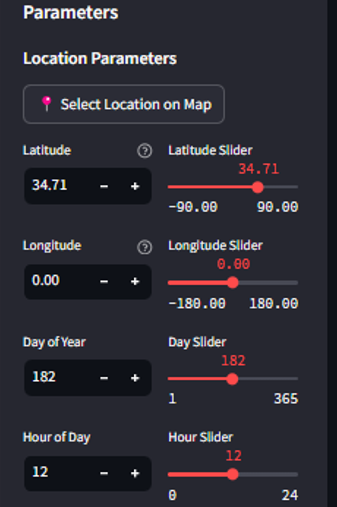 Parameters
Location Parameters
Select Location on Map
Latitude ? Latitude Slider
34.71
34.71 − +
-90.00 90.00
Longitude ? Longitude Slider
0.00
0.00 − +
-180.00 180.00
Day of Year Day Slider
182
182 − +
1 365
Hour of Day Hour Slider
12
12 − +
0 24